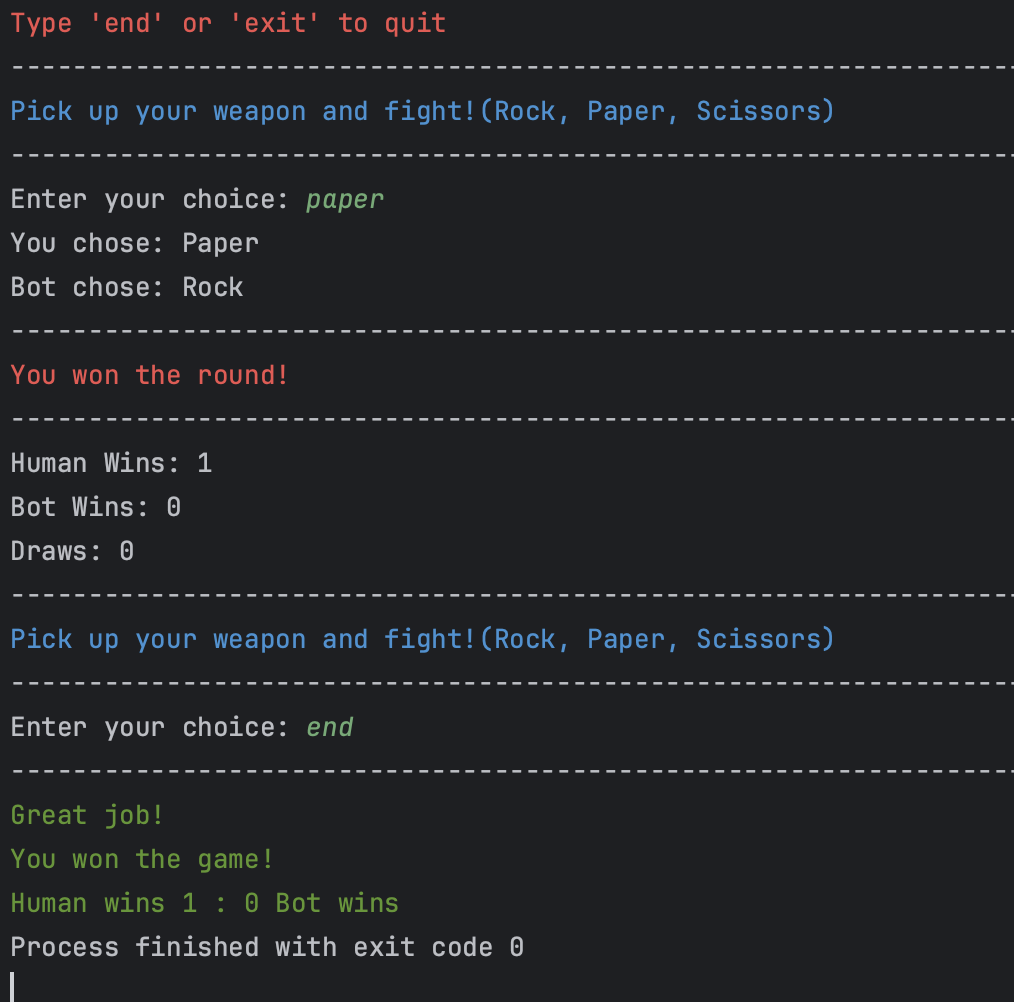 Type 'end' or 'exit' to quit
-----------------------------------------------------------------
Pick up your weapon and fight!(Rock, Paper, Scissors)
-----------------------------------------------------------------
Enter your choice: paper
You chose: Paper
Bot chose: Rock
-----------------------------------------------------------------
You won the round!
-----------------------------------------------------------------
Human Wins: 1
Bot Wins: 0
Draws: 0
-----------------------------------------------------------------
Pick up your weapon and fight!(Rock, Paper, Scissors)
-----------------------------------------------------------------
Enter your choice: end
-----------------------------------------------------------------
Great job!
You won the game!
Human wins 1 : 0 Bot wins
Process finished with exit code 0